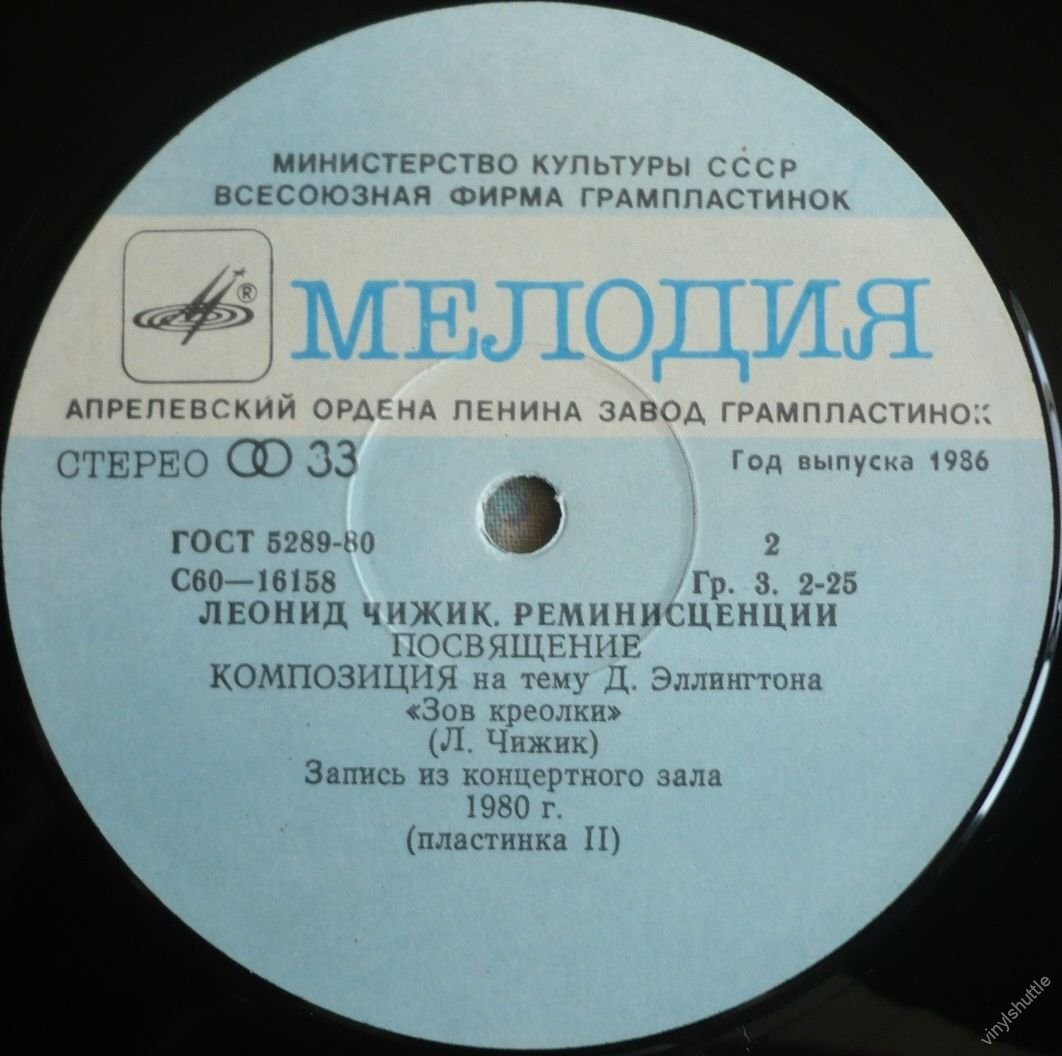 МИНИСТЕРСТВО КУЛЬТУРЫ СССР
ВСЕСОЮЗНАЯ ФИРМА ГРАМПЛАСТИНОК
® МЕЛОДИЯ
АПРЕЛЕВСКИЙ ОРДЕНА ЛЕНИНА ЗАВОД ГРАМПЛАСТИНОК
СТЕРЕО 33 Год выпуска 1986
ГОСТ 5289-80 2
С60—16158 Гр. 3. 2-25
ЛЕОНИД ЧИЖИК. РЕМИНИСЦЕНЦИИ
ПОСВЯЩЕНИЕ
КОМПОЗИЦИЯ на тему Д. Эллингтона
«Зов креолки»
(Л. Чижик)
Запись из концертного зала
1980 г.
(пластинка II)
vinylshuttle